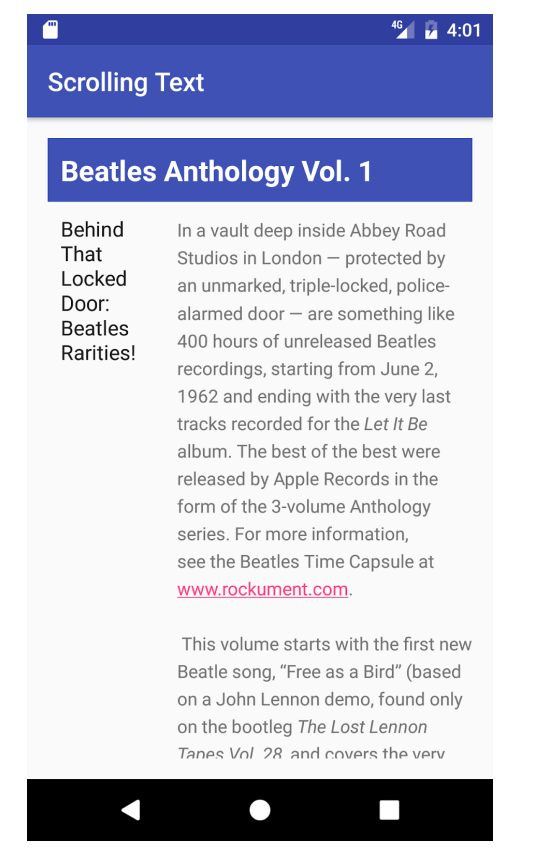 4G 4:01
Scrolling Text
Beatles Anthology Vol. 1
Behind
That
Locked
Door:
Beatles
Rarities!
In a vault deep inside Abbey Road
Studios in London — protected by
an unmarked, triple-locked, police-
alarmed door — are something like
400 hours of unreleased Beatles
recordings, starting from June 2,
1962 and ending with the very last
tracks recorded for the Let It Be
album. The best of the best were
released by Apple Records in the
form of the 3-volume Anthology
series. For more information,
see the Beatles Time Capsule at
www.rockument.com.
This volume starts with the first new
Beatle song, “Free as a Bird” (based
on a John Lennon demo, found only
on the bootleg The Lost Lennon
Tapes Vol. 28, and covers the very